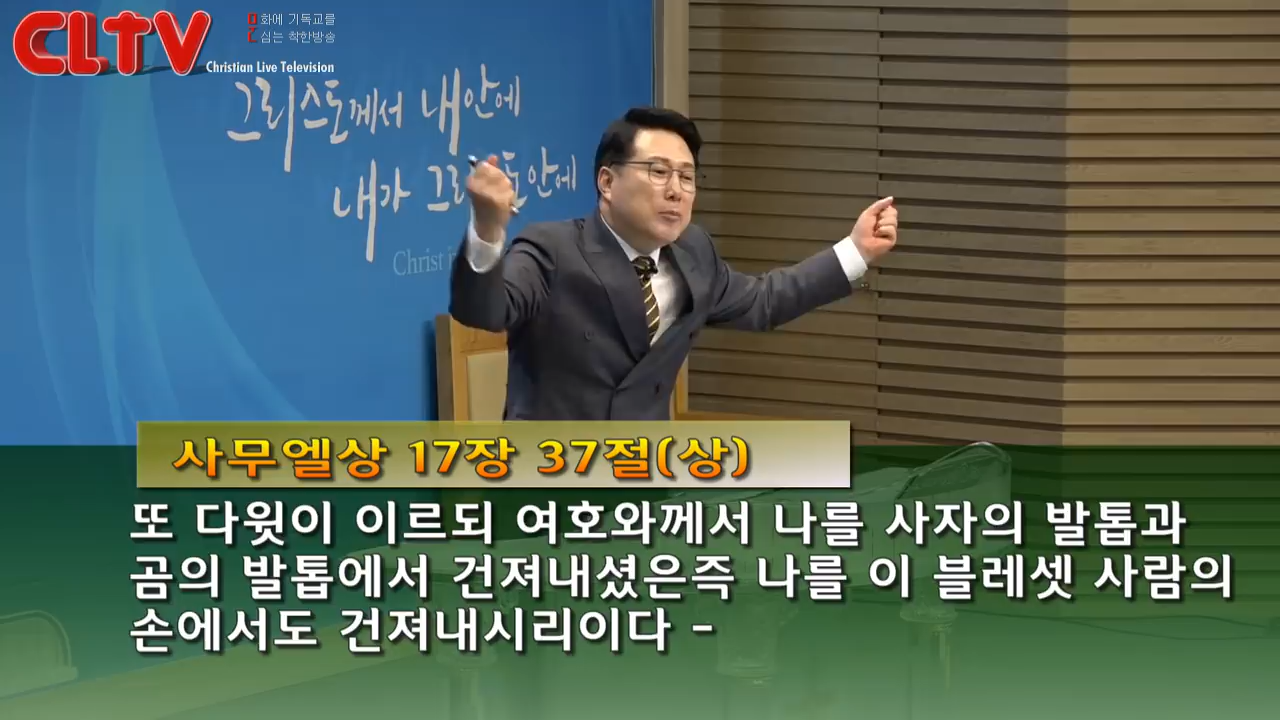 CLTV
문화에 기독교를
심는 착한방송
Christian Live Television
그리스도께서 내안에
내가 그리 도안에
Christ
사무엘상 17장 37절(상)
또 다윗이 이르되 여호와께서 나를 사자의 발톱과
곰의 발톱에서 건져내셨은즉 나를 이 블레셋 사람의
손에서도 건져내시리이다 -